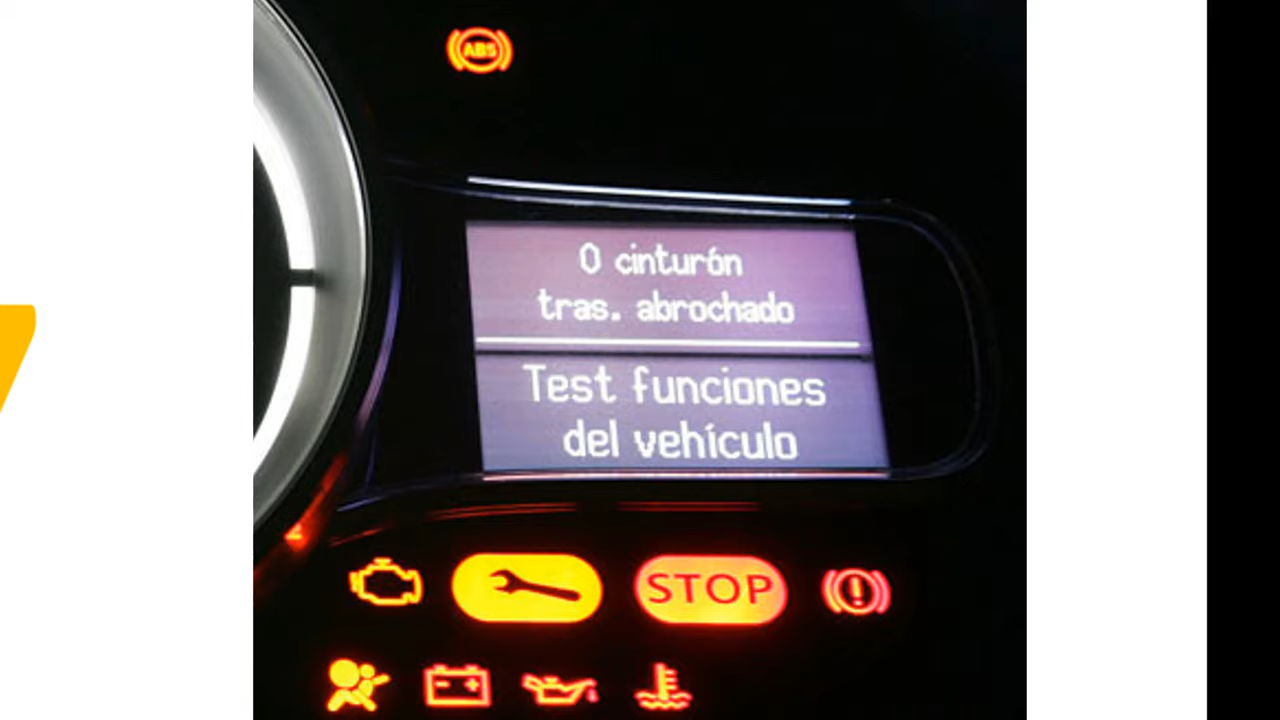 ABS
0 cinturón
tras. abrochado
Test funciones
del vehículo
STOP